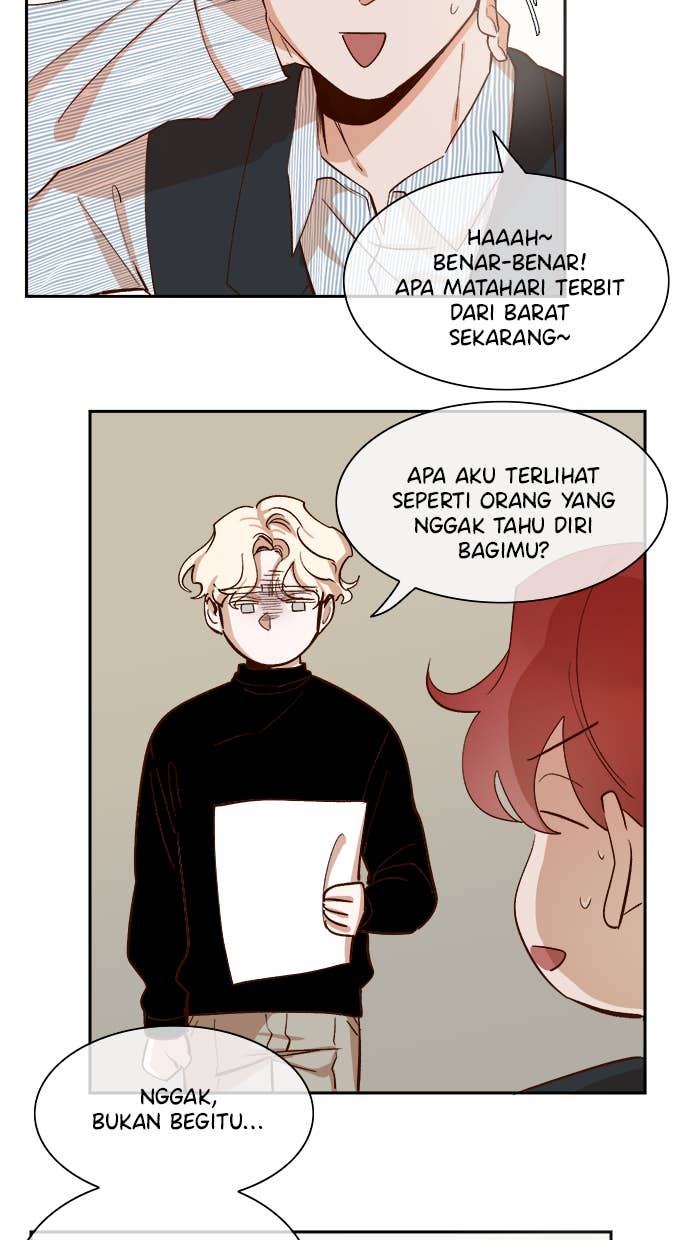 HAAAH~
BENAR-BENAR!
APA MATAHARI TERBIT
DARI BARAT
SEKARANG~
APA AKU TERLIHAT
SEPERTI ORANG YANG
NGGAK TAHU DIRI
BAGIMU?
NGGAK,
BUKAN BEGITU...